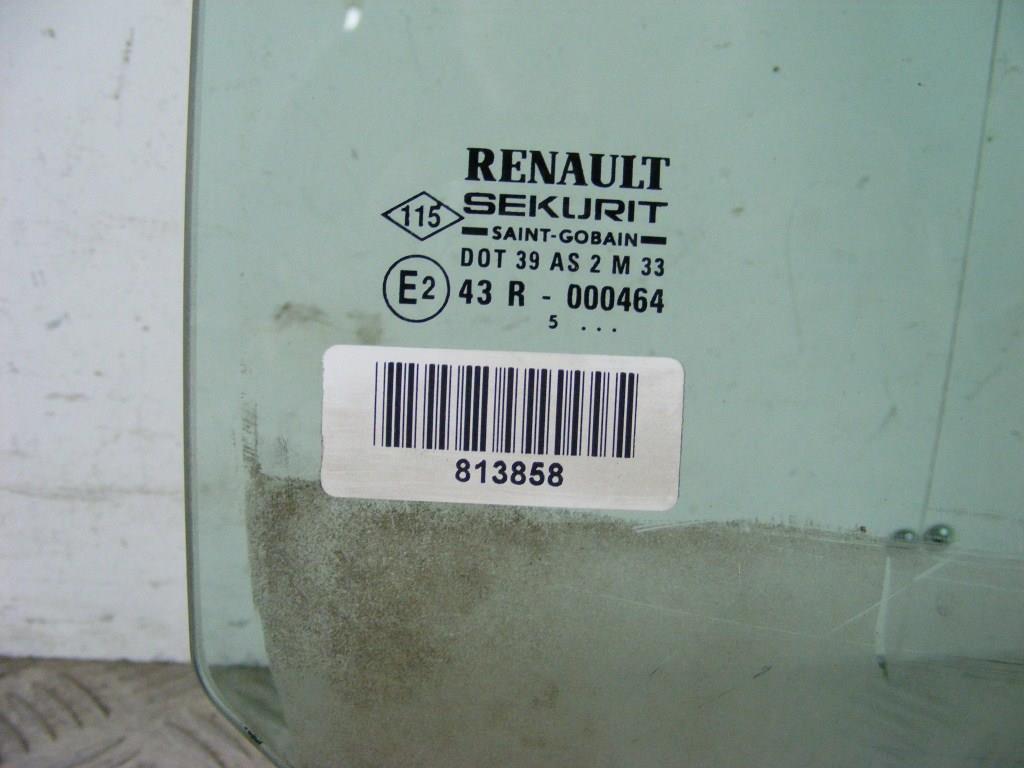 RENAULT
115 SEKURIT
SAINT-GOBAIN
DOT 39 AS 2 M 33
E2 43 R - 000464
5 ...
813858